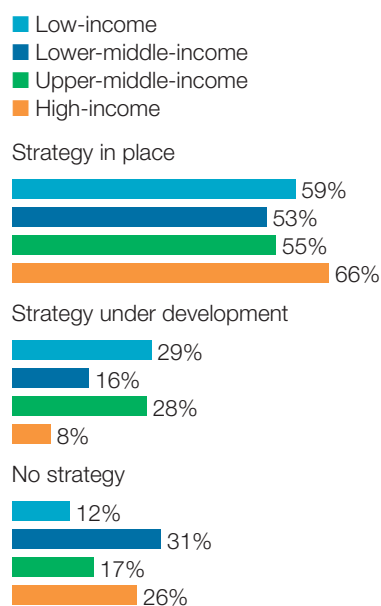 Low-income
Lower-middle-income
Upper-middle-income
High-income
Strategy in place
59%
53%
55%
66%
Strategy under development
29%
16%
28%
8%
No strategy
12%
31%
17%
26%